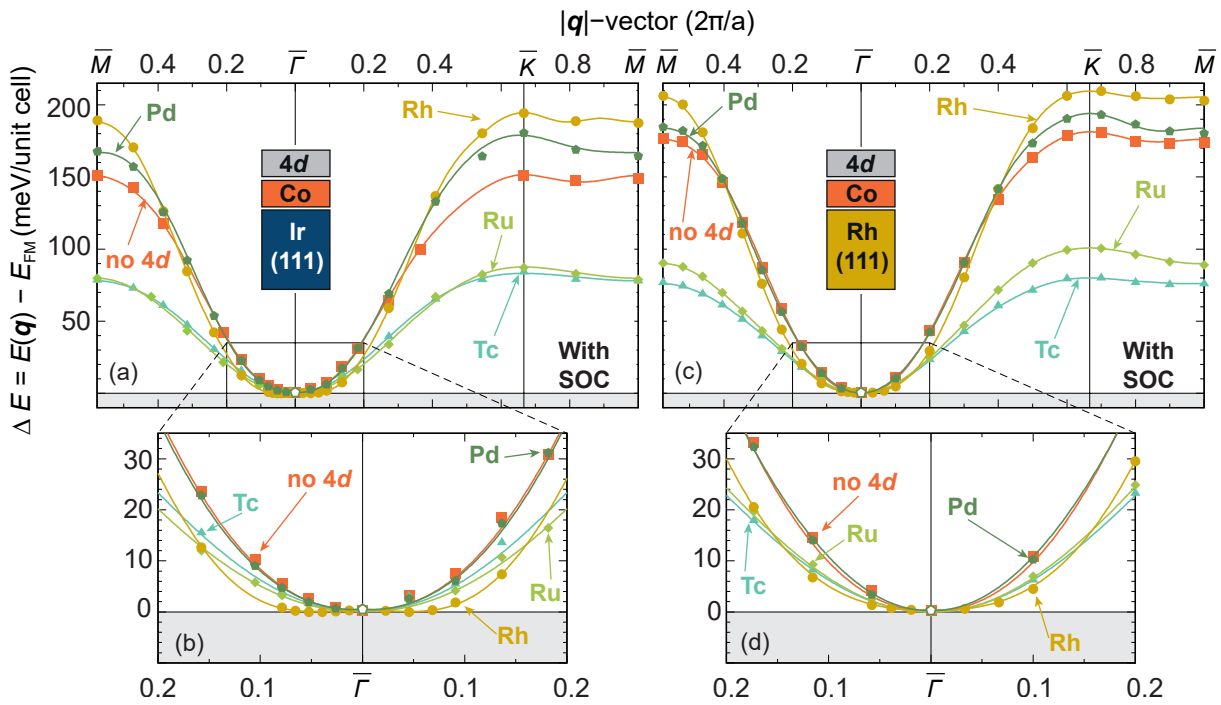 |q|−vector (2π/a)
M 0.4 0.2 Γ 0.2 0.4 K 0.8 M
M 0.4 0.2 Γ 0.2 0.4 K 0.8 M
Δ E = E(q) − E_FM (meV/unit cell)
200
150
100
50
Pd
Rh
4d
Co
Ir
(111)
no 4d
Ru
Tc
(a)
With
SOC
Pd
Rh
4d
Co
Rh
(111)
no 4d
Ru
Tc
(c)
With
SOC
30
20
10
0
no 4d
Pd
Tc
Ru
Rh
(b)
0.2 0.1 Γ 0.1 0.2
30
20
10
0
no 4d
Pd
Ru
Tc
Rh
(d)
0.2 0.1 Γ 0.1 0.2